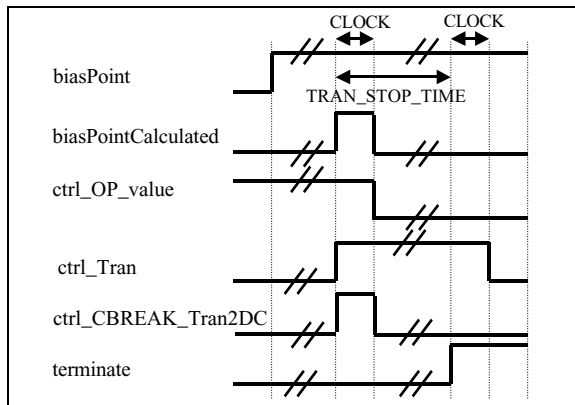 CLOCK CLOCK
biasPoint
TRAN_STOP_TIME
biasPointCalculated
ctrl_OP_value
ctrl_Tran
ctrl_CBREAK_Tran2DC
terminate